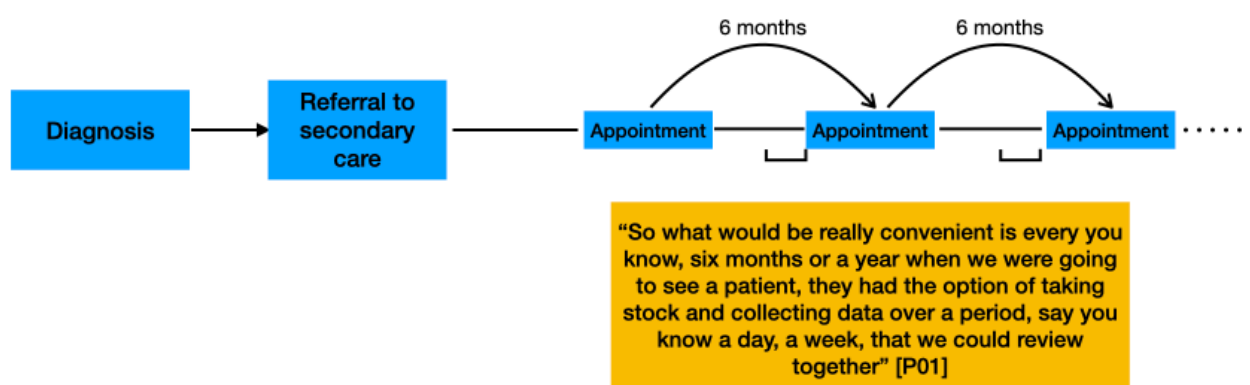 6 months
6 months
Diagnosis
Referral to
secondary
care
Appointment
Appointment
Appointment
“So what would be really convenient is every you
know, six months or a year when we were going
to see a patient, they had the option of taking
stock and collecting data over a period, say you
know a day, a week, that we could review
together” [P01]